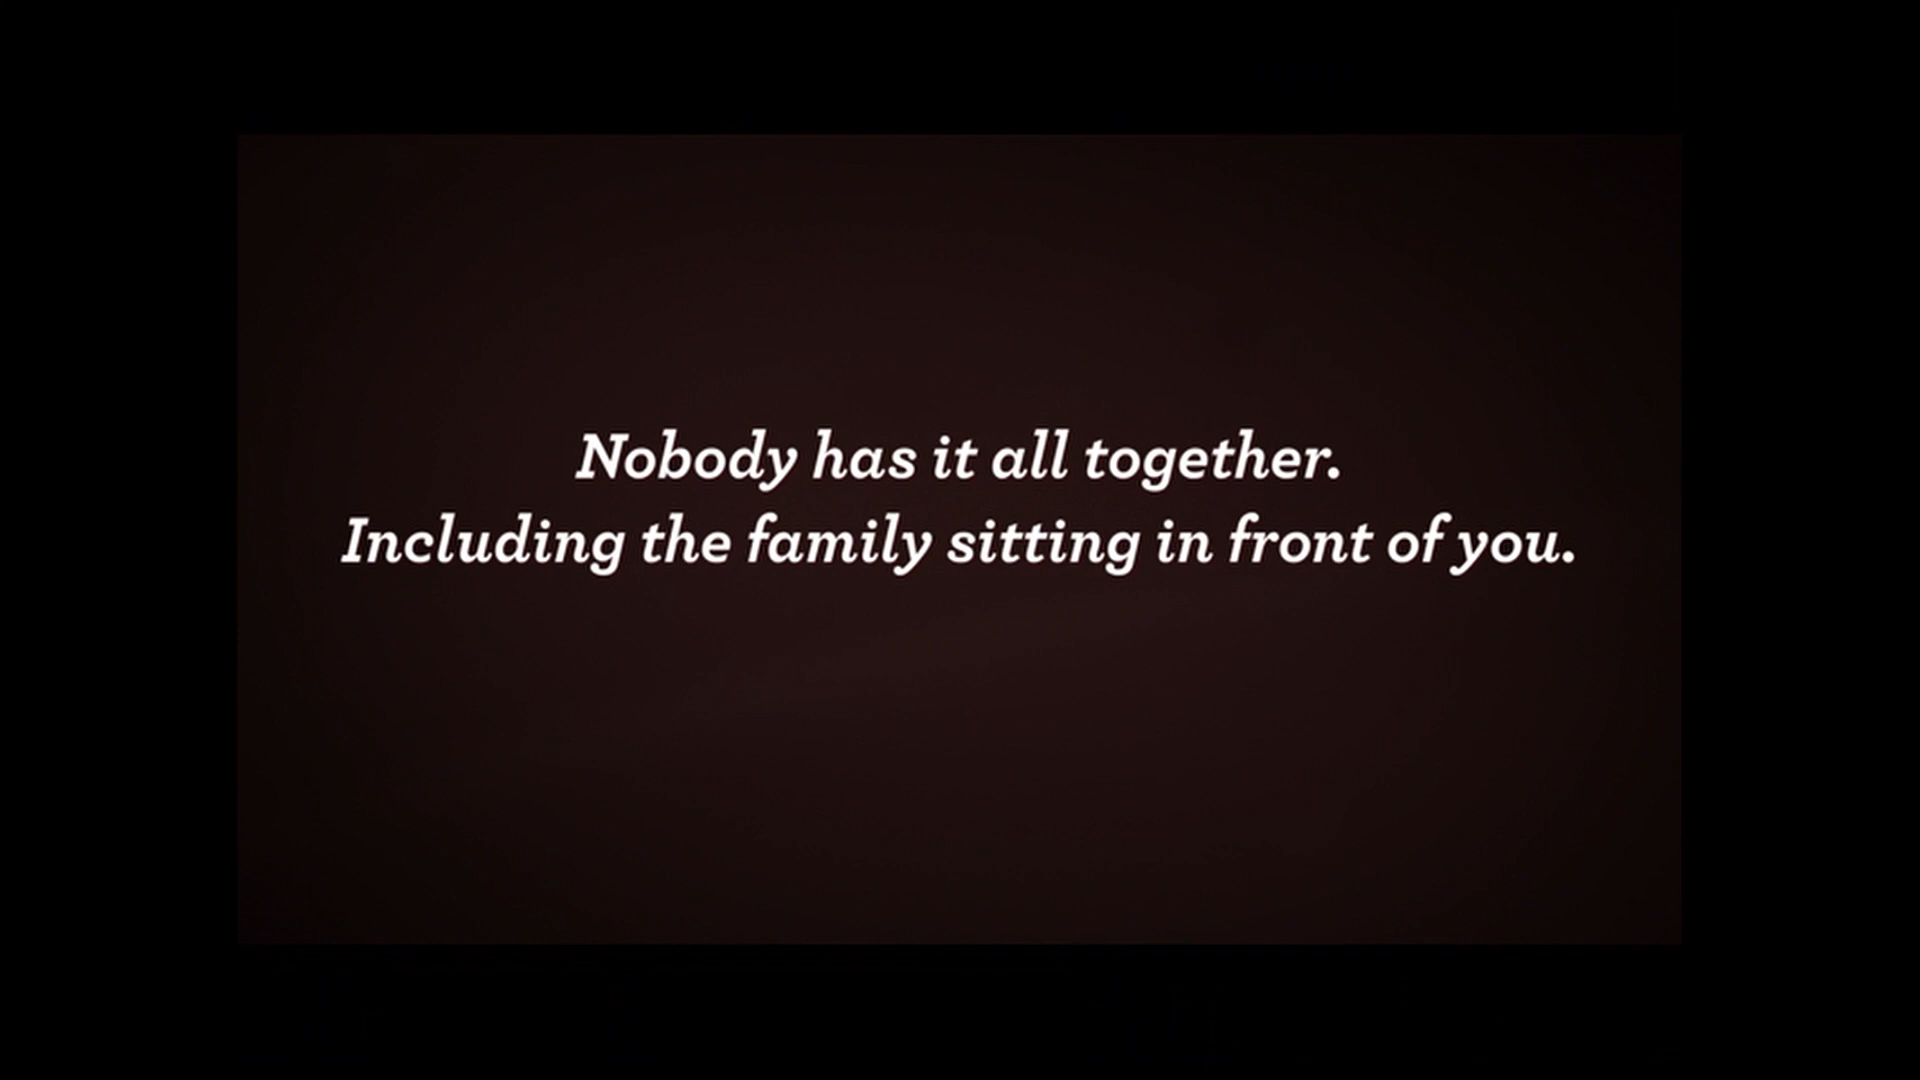 Nobody has it all together.
Including the family sitting in front of you.